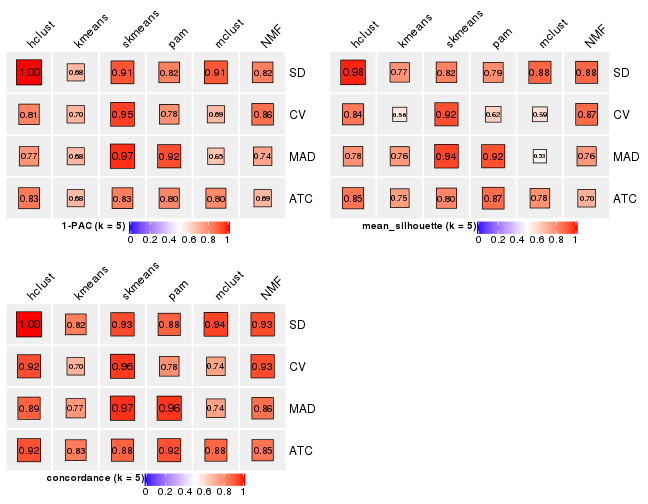 hclust kmeans skmeans pam mclust NMF
1.00 0.68 0.91 0.82 0.91 0.82 SD
0.81 0.70 0.95 0.78 0.69 0.86 CV
0.77 0.68 0.97 0.92 0.65 0.74 MAD
0.83 0.68 0.83 0.80 0.80 0.69 ATC
1-PAC (k = 5)
0 0.2 0.4 0.6 0.8 1
hclust kmeans skmeans pam mclust NMF
0.98 0.77 0.82 0.79 0.88 0.88 SD
0.84 0.56 0.92 0.62 0.59 0.87 CV
0.78 0.76 0.94 0.92 0.53 0.76 MAD
0.85 0.75 0.80 0.87 0.78 0.70 ATC
mean_silhouette (k = 5)
0 0.2 0.4 0.6 0.8 1
hclust kmeans skmeans pam mclust NMF
1.00 0.82 0.93 0.88 0.94 0.93 SD
0.92 0.70 0.96 0.78 0.74 0.93 CV
0.89 0.77 0.97 0.96 0.74 0.86 MAD
0.92 0.83 0.88 0.92 0.88 0.85 ATC
concordance (k = 5)
0 0.2 0.4 0.6 0.8 1